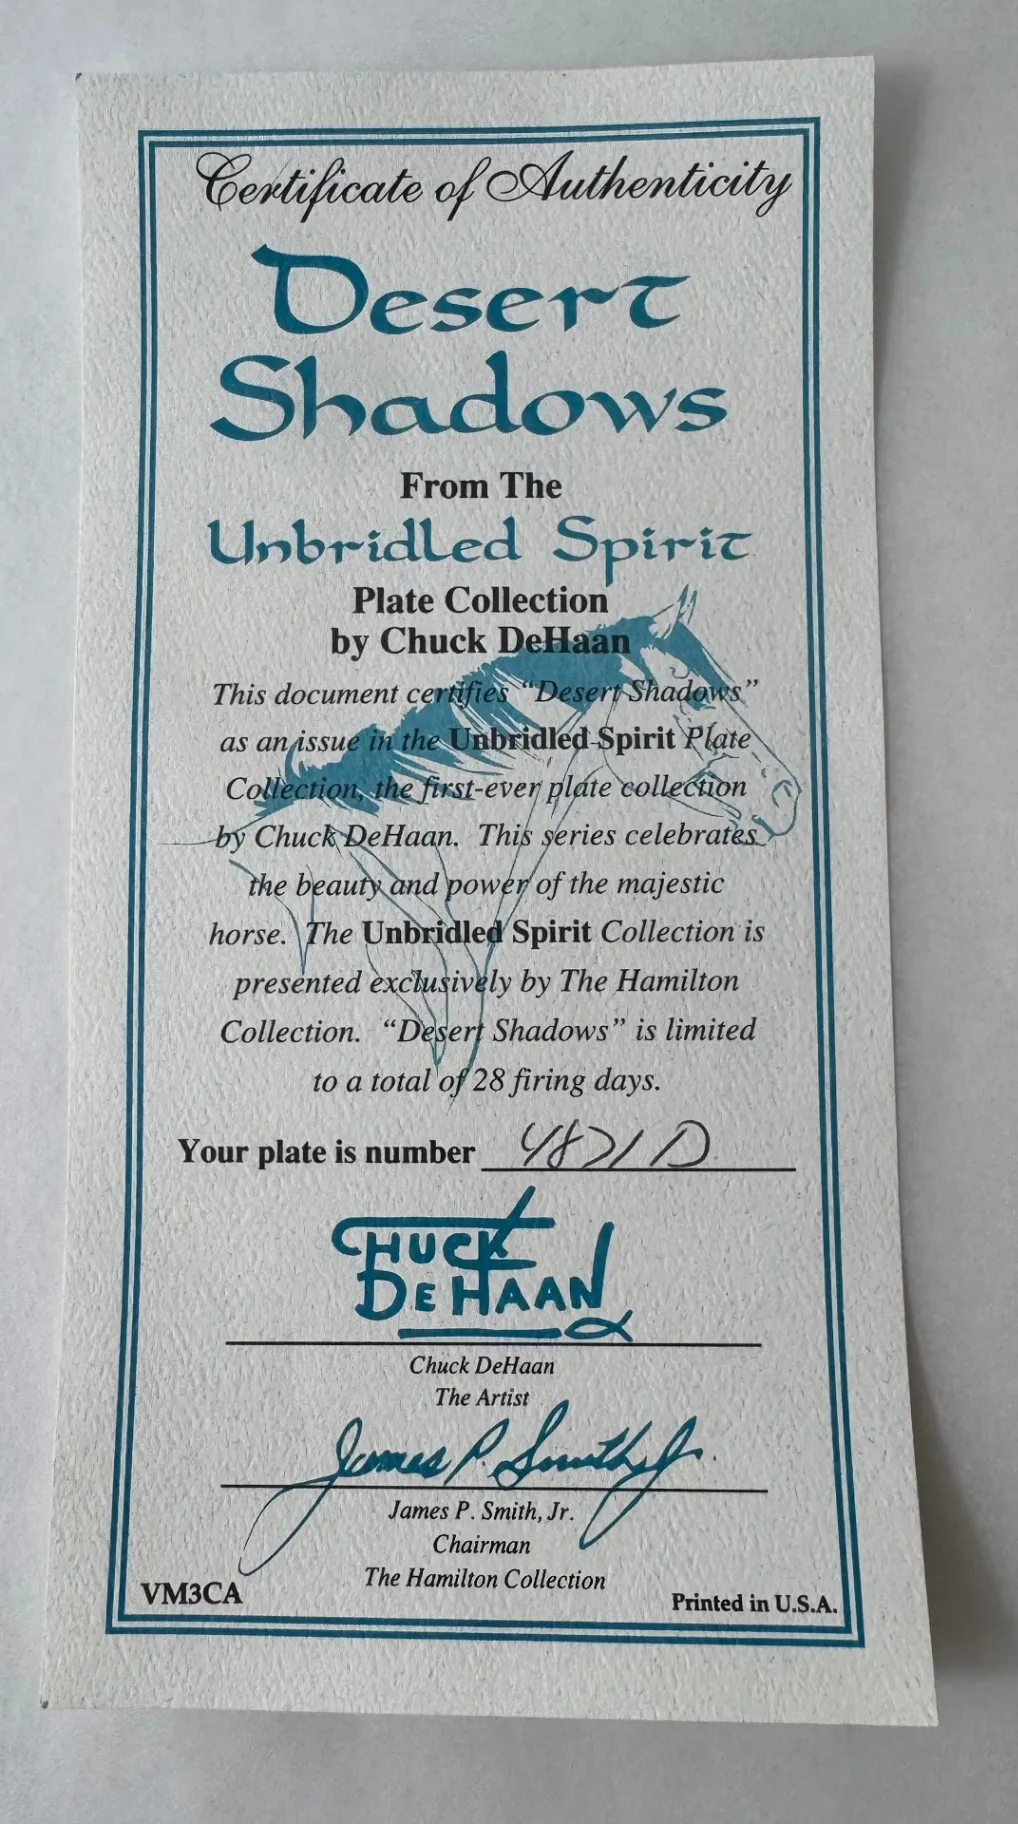 Certificate of Authenticity
Desert
Shadows
From The
Unbridled Spirit
Plate Collection
by Chuck DeHaan
This document certifies “Desert Shadows”
as an issue in the Unbridled Spirit Plate
Collection, the first-ever plate collection
by Chuck DeHaan. This series celebrates
the beauty and power of the majestic
horse. The Unbridled Spirit Collection is
presented exclusively by The Hamilton
Collection. “Desert Shadows” is limited
to a total of 28 firing days.
Your plate is number 4871 D
CHUCK
DEHAAN
Chuck DeHaan
The Artist
James P. Smith Jr.
James P. Smith, Jr.
Chairman
The Hamilton Collection
VM3CA
Printed in U.S.A.